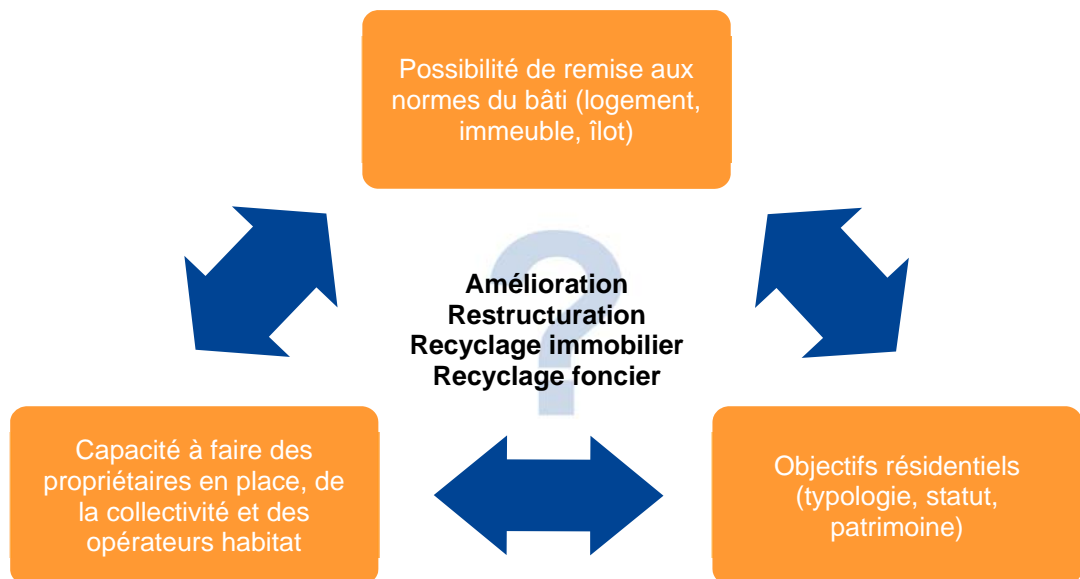 Possibilité de remise aux
normes du bâti (logement,
immeuble, îlot)
?
Amélioration
Restructuration
Recyclage immobilier
Recyclage foncier
Capacité à faire des
propriétaires en place, de
la collectivité et des
opérateurs habitat
Objectifs résidentiels
(typologie, statut,
patrimoine)